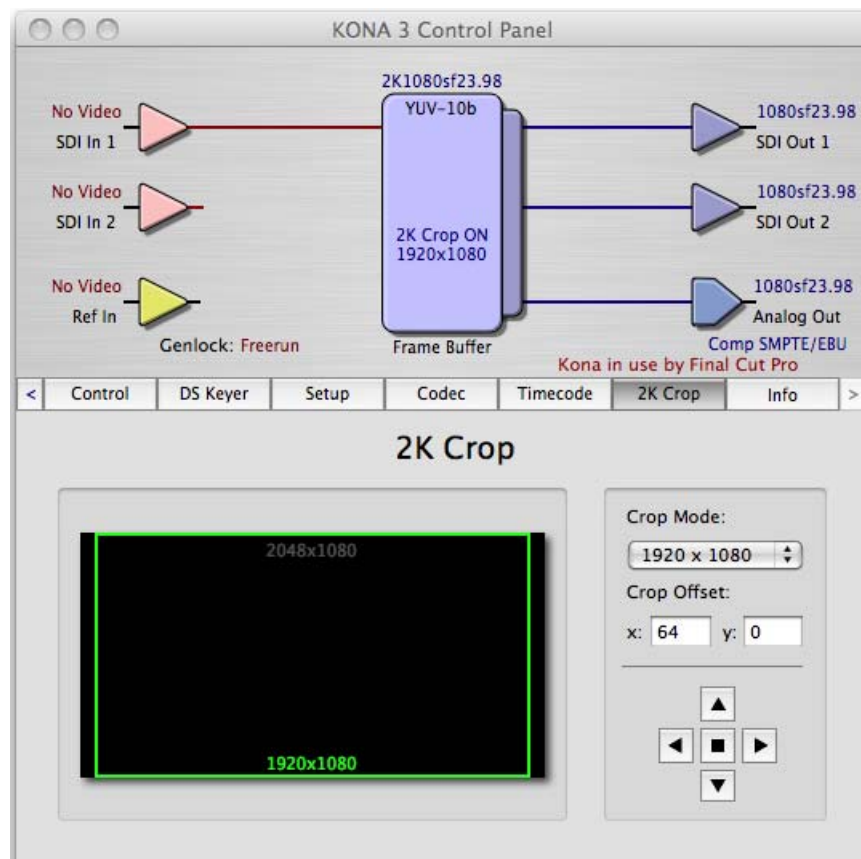 KONA 3 Control Panel
2K1080sf23.98
No Video
SDI In 1
YUV-10b
1080sf23.98
SDI Out 1
No Video
SDI In 2
2K Crop ON
1920x1080
1080sf23.98
SDI Out 2
No Video
Ref In
1080sf23.98
Analog Out
Genlock: Freerun
Frame Buffer
Comp SMPTE/EBU
Kona in use by Final Cut Pro
< Control DS Keyer Setup Codec Timecode 2K Crop Info >
2K Crop
2048x1080
1920x1080
Crop Mode:
1920 x 1080
Crop Offset:
x: 64 y: 0